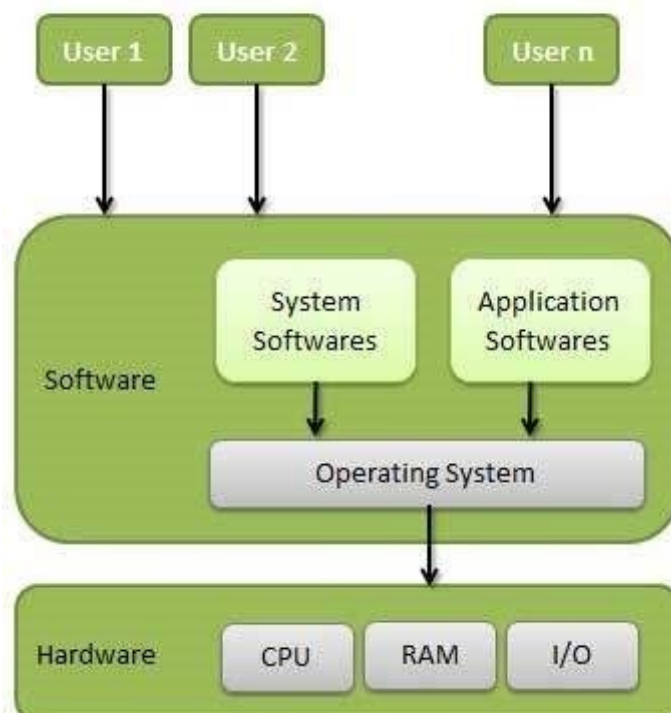 User 1
User 2
User n
System
Softwares
Application
Softwares
Software
Operating System
Hardware
CPU
RAM
I/O